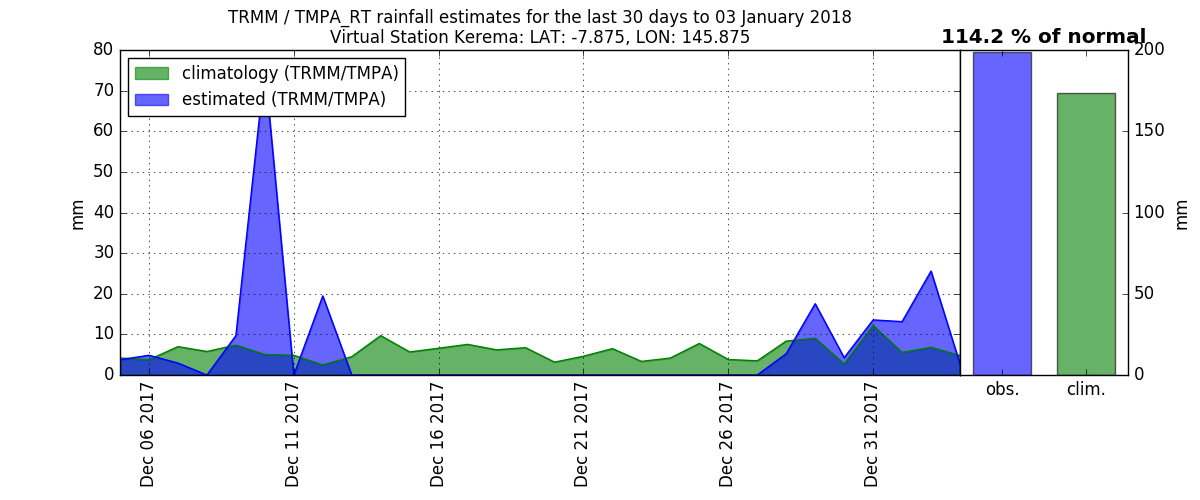 TRMM / TMPA_RT rainfall estimates for the last 30 days to 03 January 2018
Virtual Station Kerema: LAT: -7.875, LON: 145.875
114.2 % of normal
climatology (TRMM/TMPA)
estimated (TRMM/TMPA)
mm
80
70
60
50
40
30
20
10
0
Dec 06 2017
Dec 11 2017
Dec 16 2017
Dec 21 2017
Dec 26 2017
Dec 31 2017
obs.
clim.
200
150
100
50
0
mm